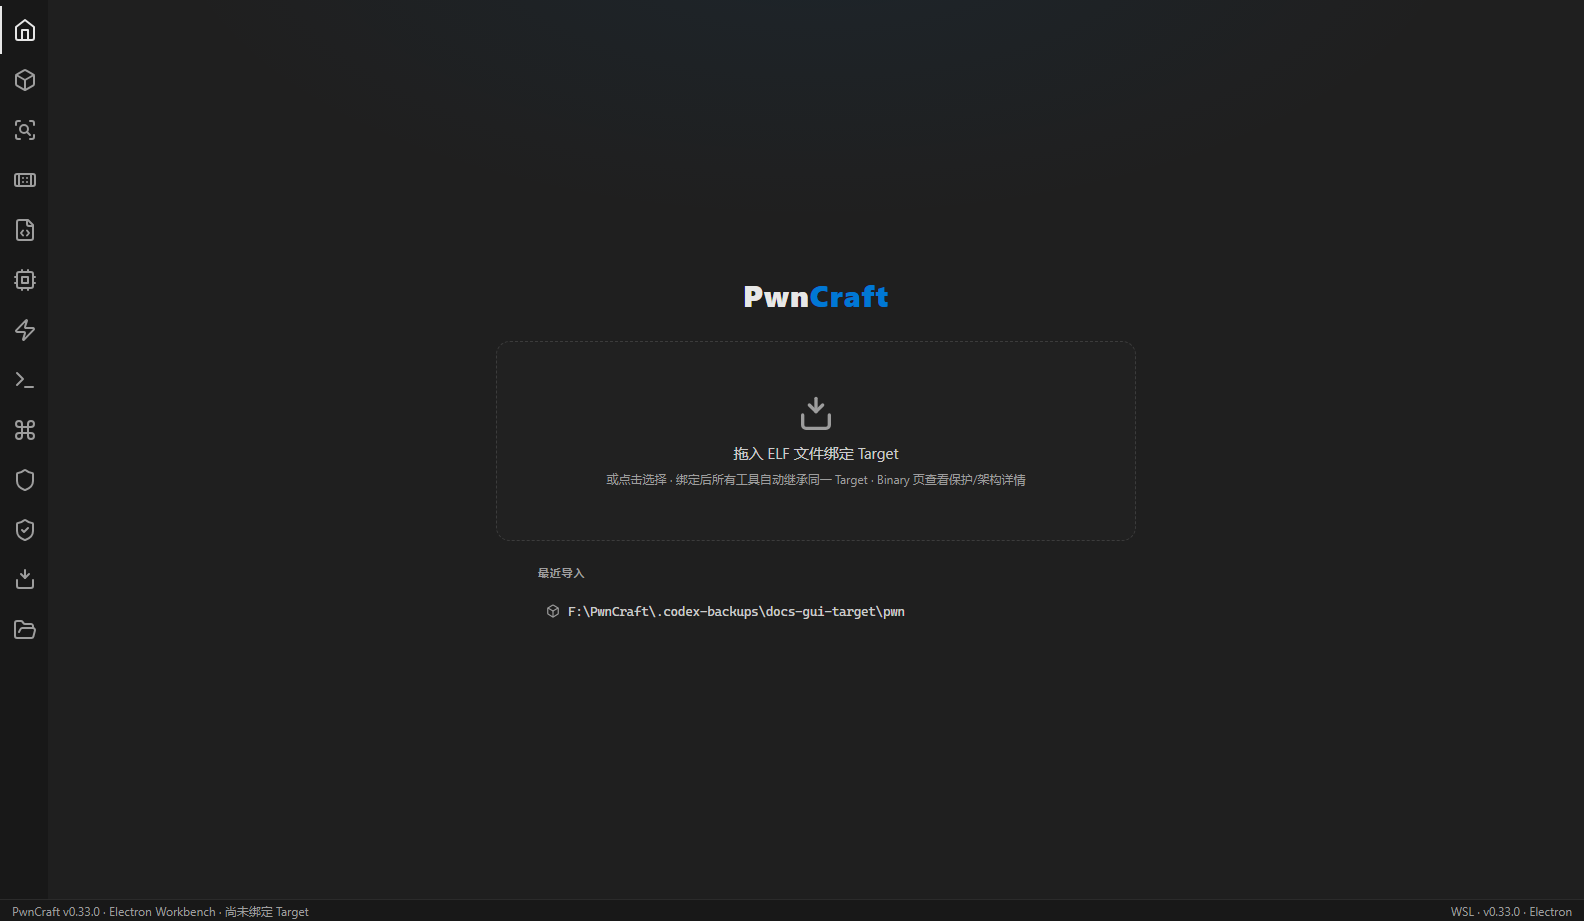 PwnCraft
拖入 ELF 文件绑定 Target
或点击选择 · 绑定后所有工具自动继承同一 Target · Binary 页查看保护/架构详情
最近导入
F:\PwnCraft\.codex-backups\docs-gui-target\pwn
PwnCraft v0.33.0 · Electron Workbench · 尚未绑定 Target
WSL · v0.33.0 · Electron